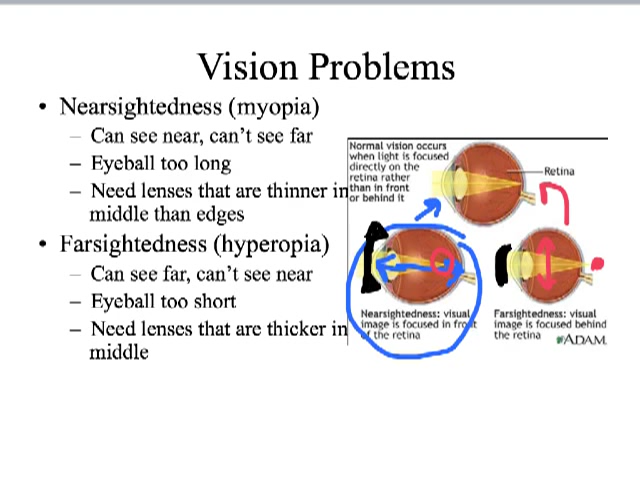 Vision Problems
• Nearsightedness (myopia)
– Can see near, can't see far
– Eyeball too long
– Need lenses that are thinner in
middle than edges
• Farsightedness (hyperopia)
– Can see far, can't see near
– Eyeball too short
– Need lenses that are thicker in
middle
Normal vision occurs
when light is focused
directly on the
retina rather
than in front
or behind it
Retina
Nearsightedness: visual
image is focused in front
of the retina
Farsightedness: visual
image is focused behind
the retina
ADAM